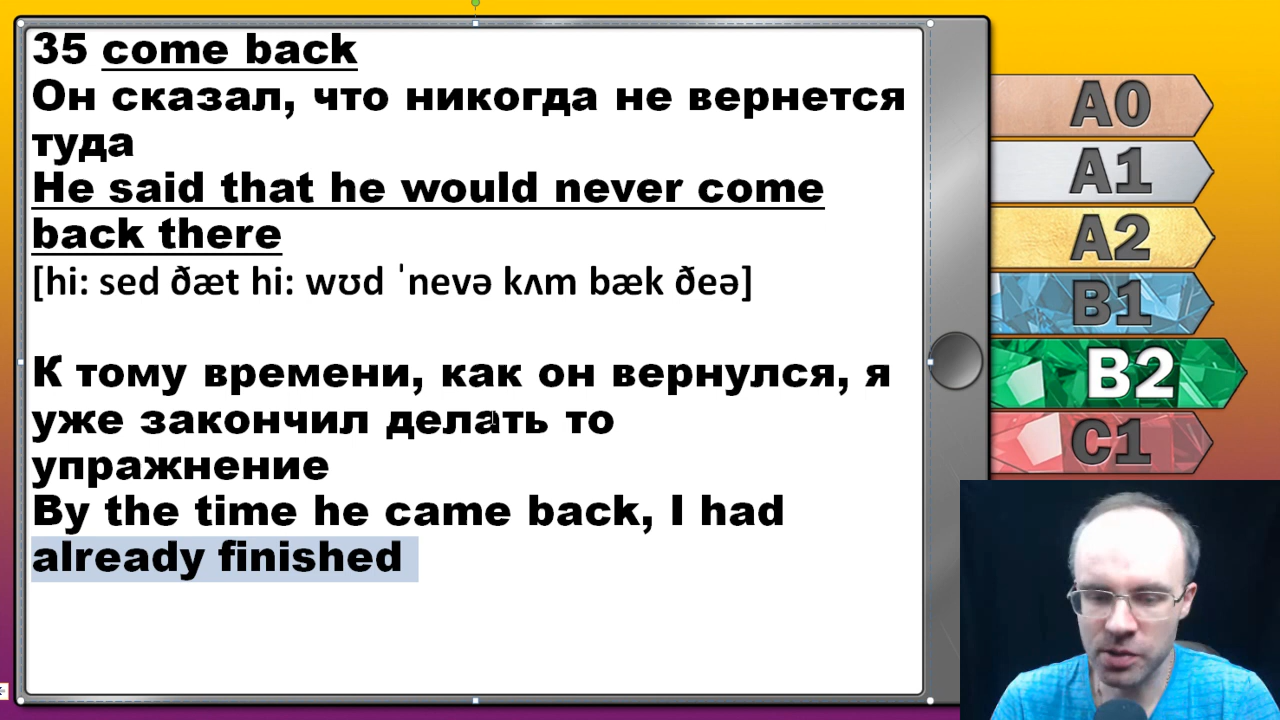 35 come back
Он сказал, что никогда не вернется
туда
He said that he would never come
back there
[hi: sed ðæt hi: wʊd ˈnevə kʌm bæk ðeə]
К тому времени, как он вернулся, я
уже закончил делать то
упражнение
By the time he came back, I had
already finished
A0
A1
A2
B1
B2
C1